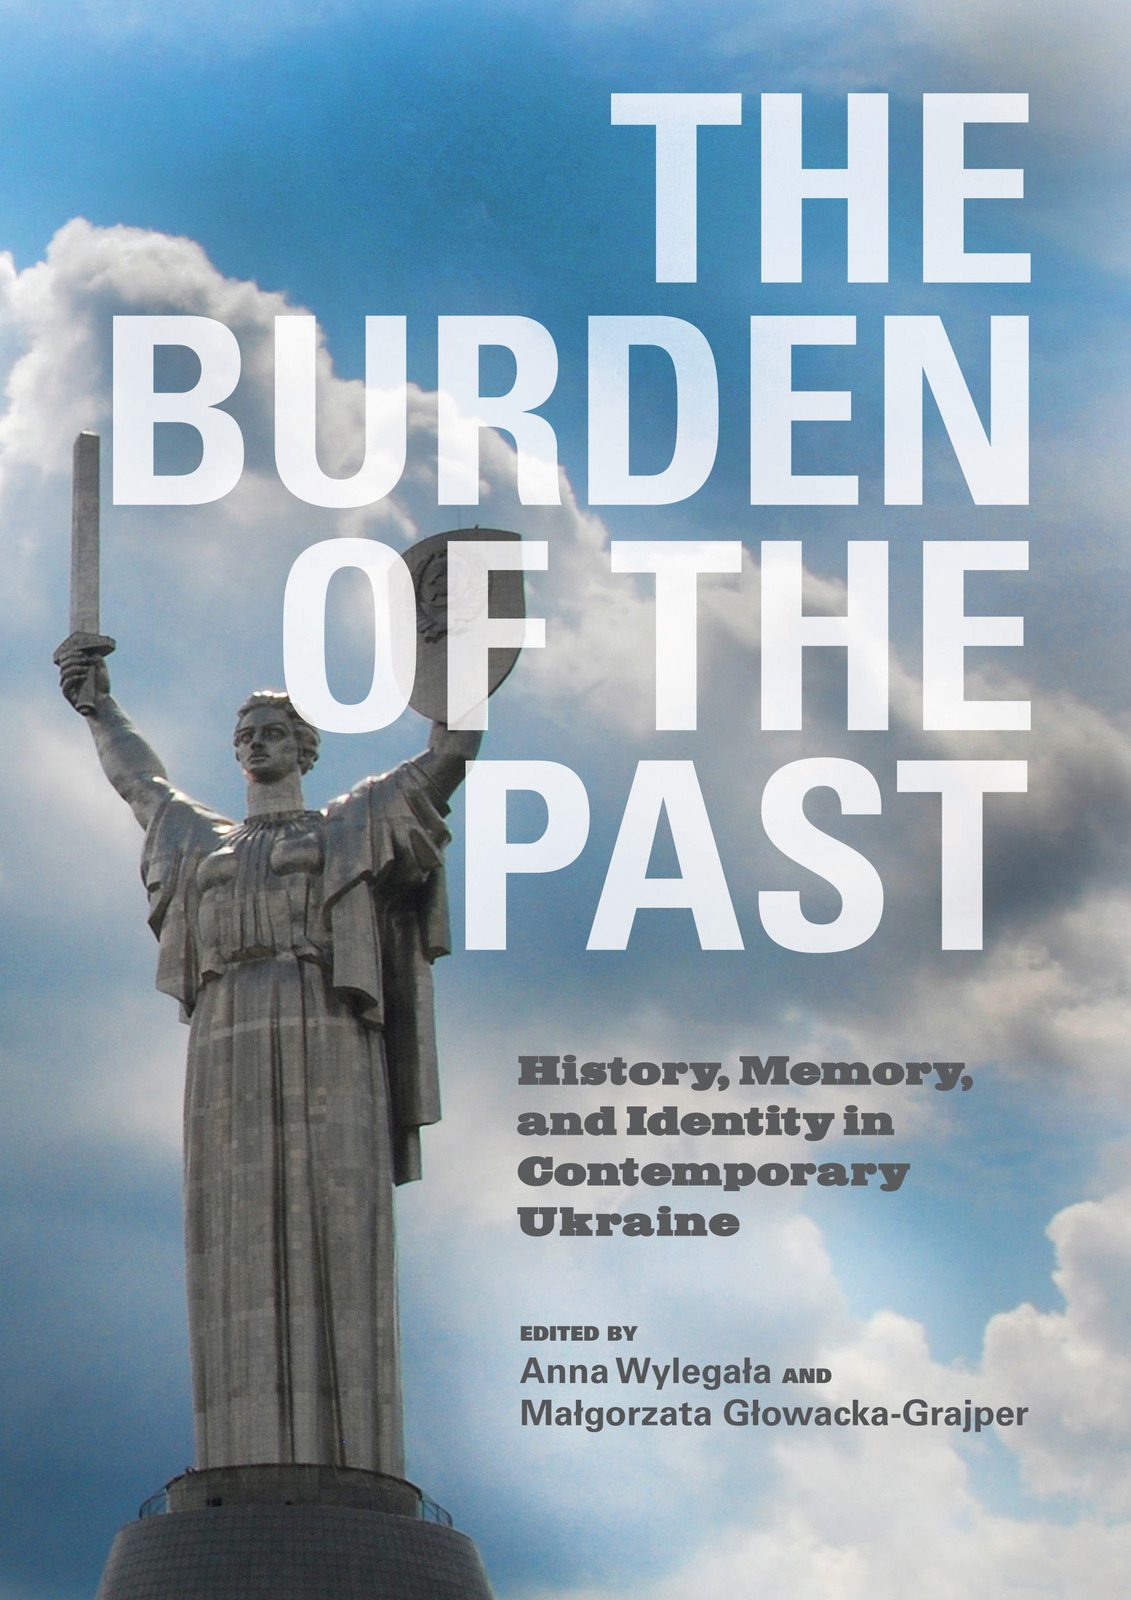 THE
BURDEN
OF THE
PAST
History, Memory,
and Identity in
Contemporary
Ukraine
EDITED BY
Anna Wylegała AND
Małgorzata Głowacka-Grajper